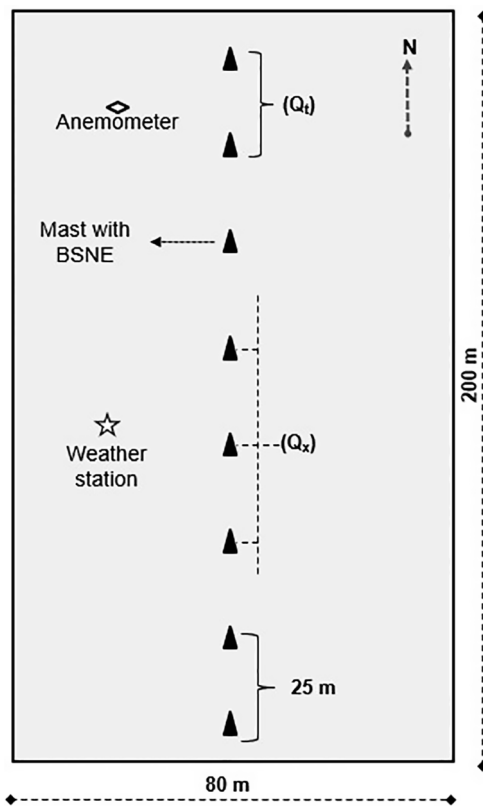 N
(Qt)
Anemometer
Mast with
BSNE
200 m
(Qx)
Weather
station
25 m
80 m